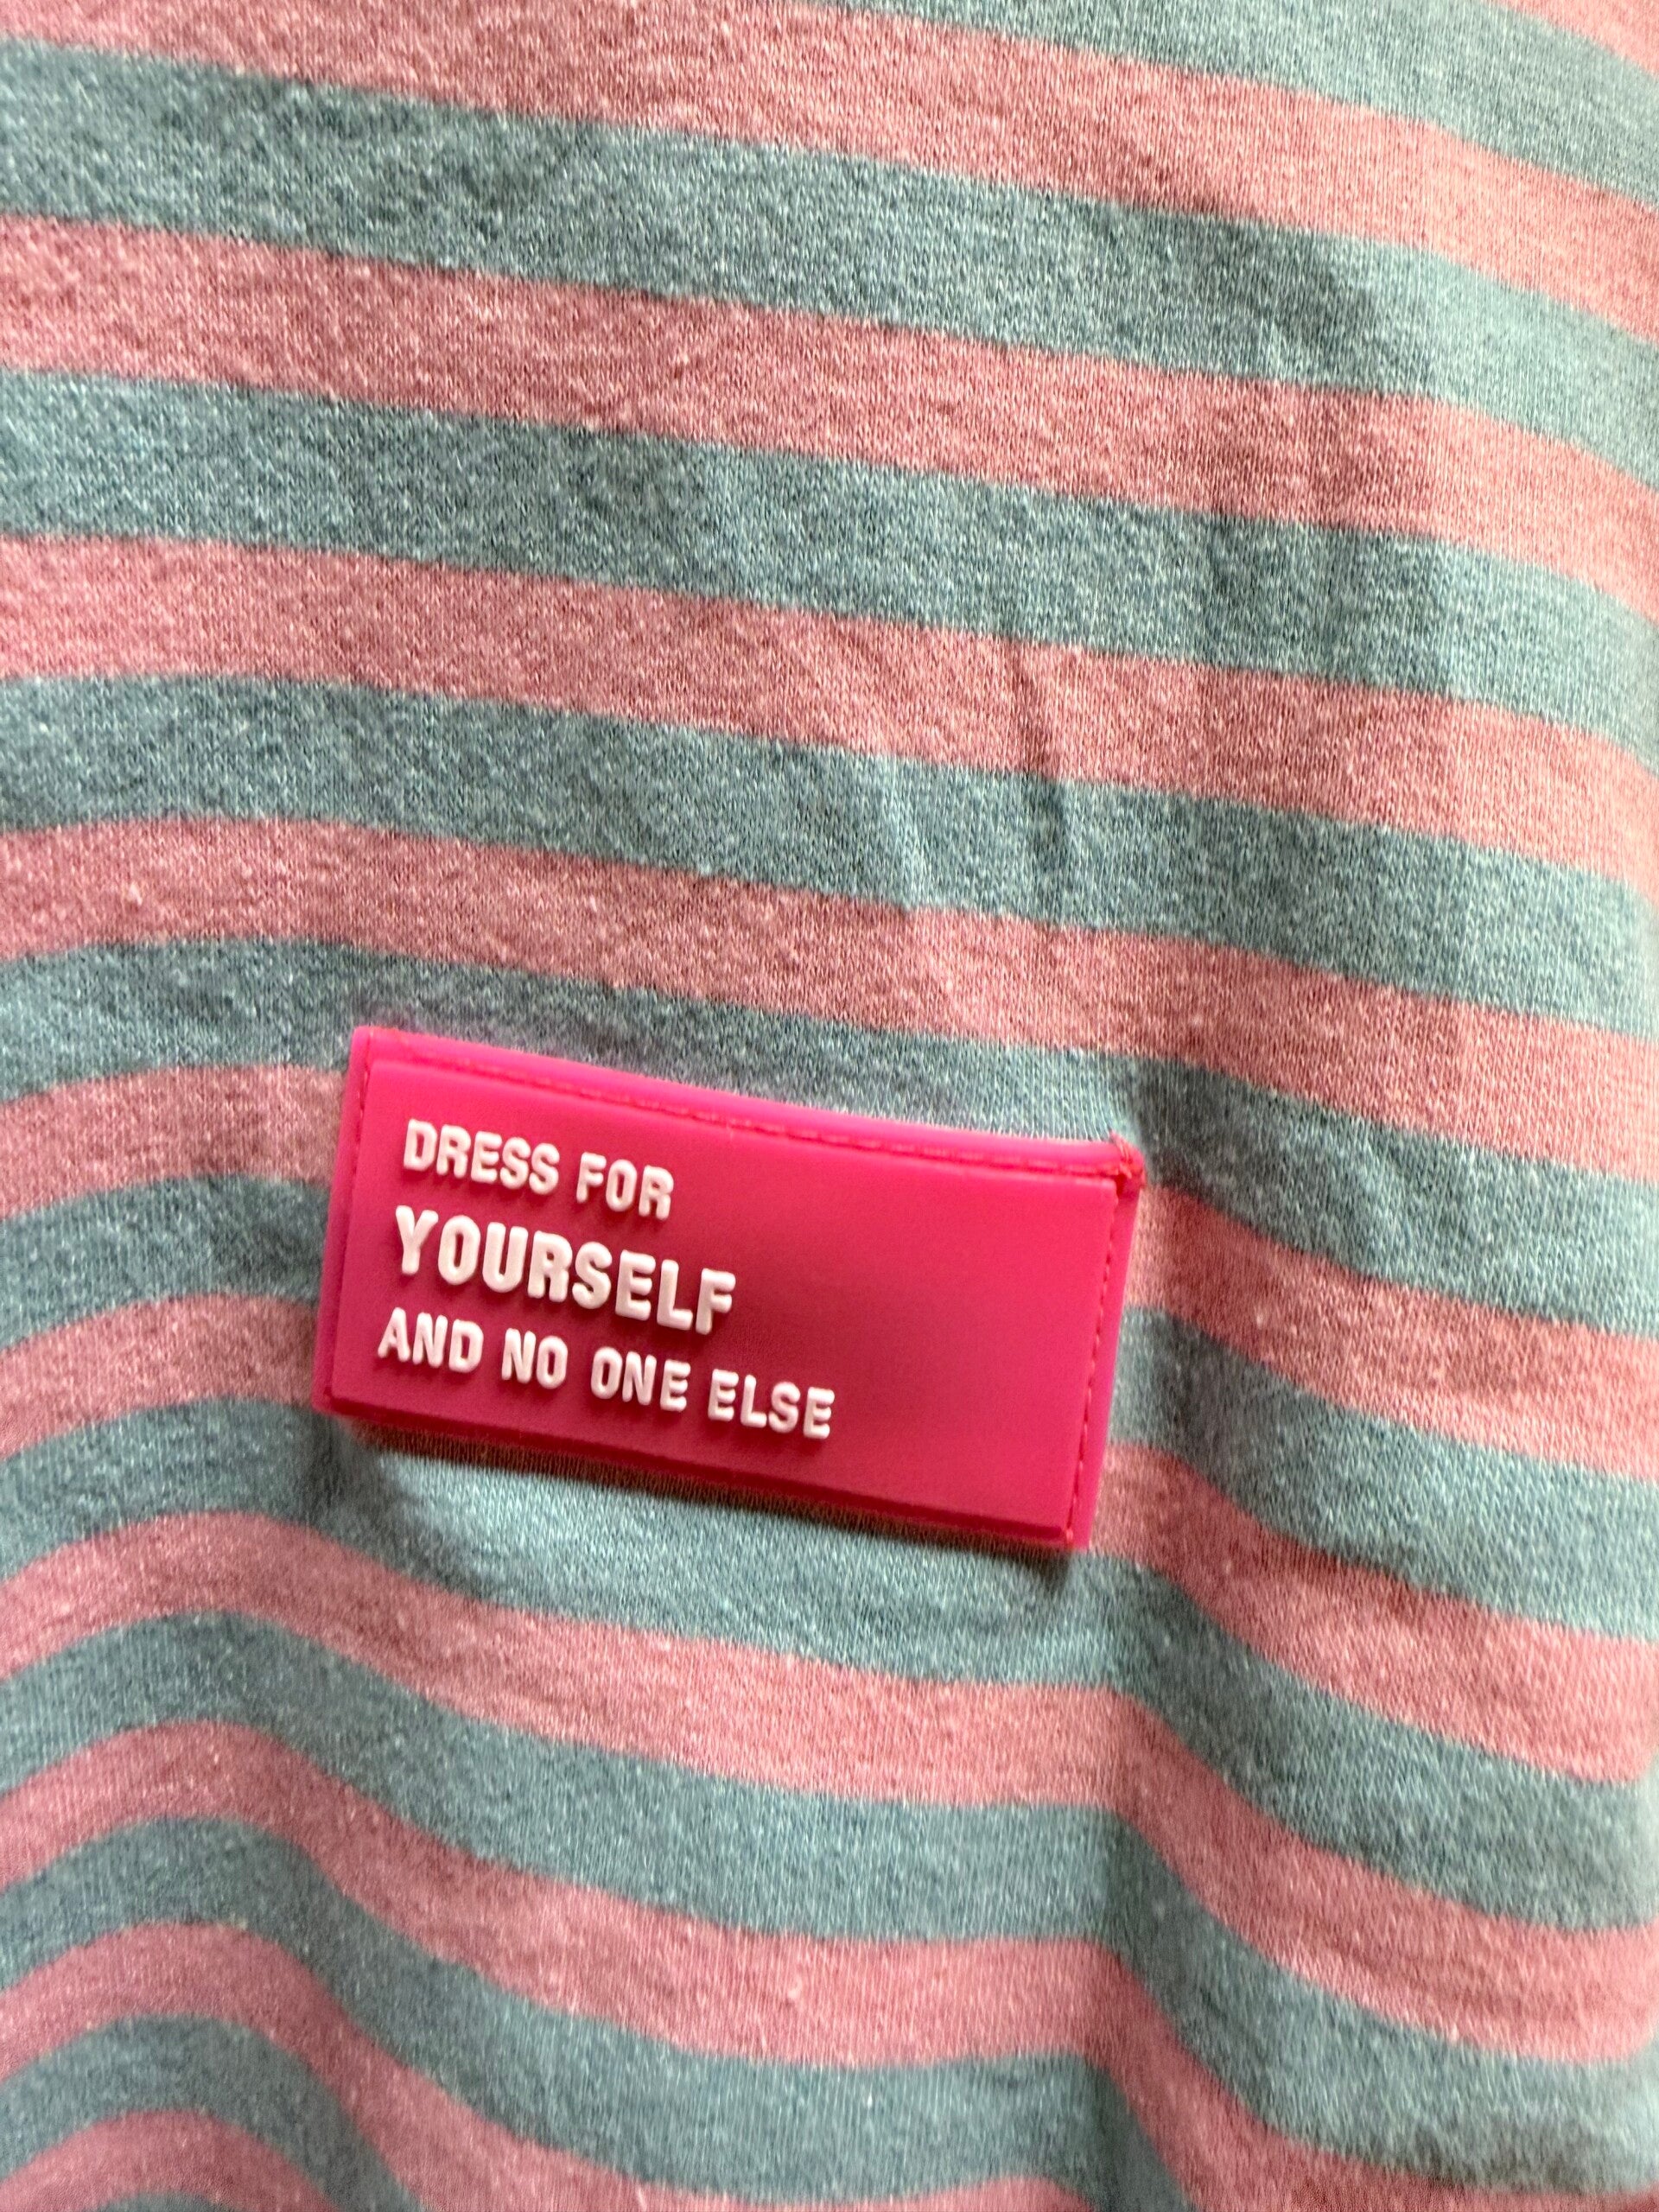 DRESS FOR
YOURSELF
AND NO ONE ELSE